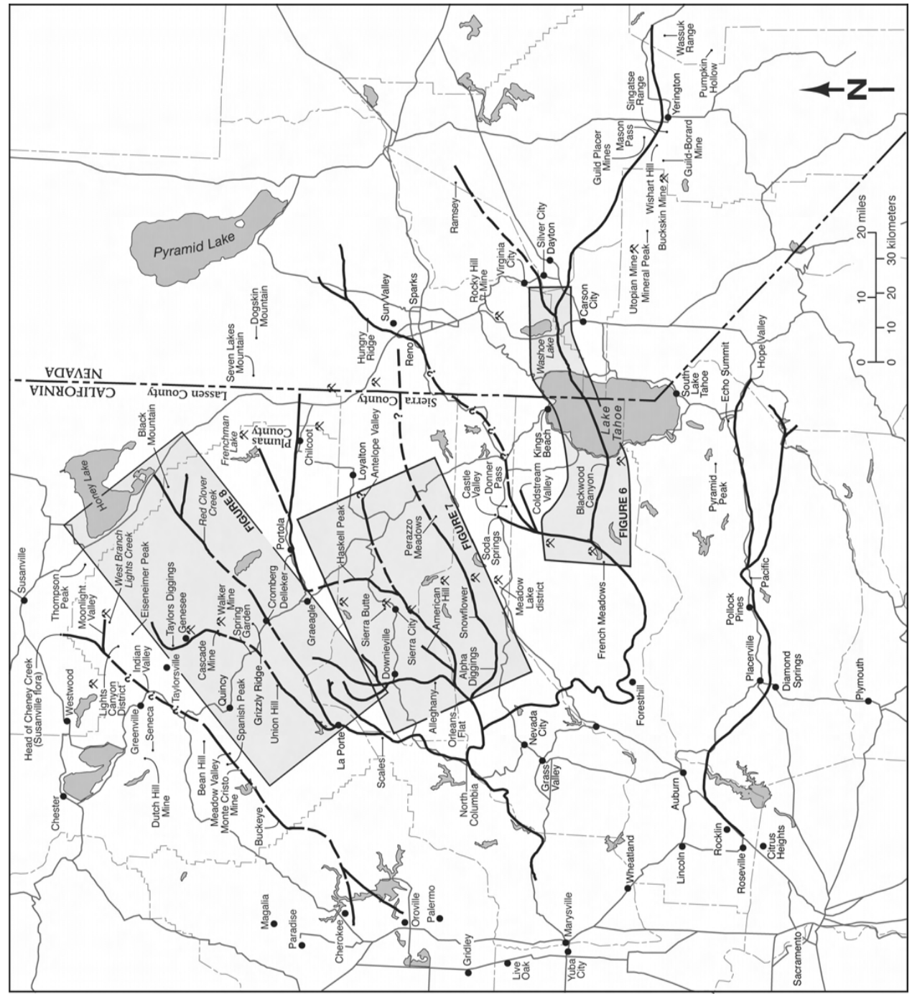 Pyramid Lake
NEVADA
CALIFORNIA
Lassen County
Sierra County
Plumas
County
Susanville
Honey Lake
Black
Mountain
Seven Lakes
Mountain
Dogskin
Mountain
Frenchman
Lake
Chilcoot
Hungry
Ridge
Sun Valley
Sparks
Reno
Ramsey
Rocky Hill
Mine
Virginia
City
Silver City
Dayton
Washoe
Lake
Carson
City
Utopian Mine
Mineral Peak
Buckskin Mine
Wishart Hill
Guild-Borard
Mine
Guild Placer
Mines
Mason
Pass
Singatse
Range
Yerington
Wassuk
Range
Pumpkin
Hollow
N
20 miles
10
0
30 kilometers
20
10
0
Thompson
Peak
Moonlight
Valley
West Branch
Lights Creek
Eiseneimer Peak
Taylors Diggings
Genesee
Red Clover
Creek
FIGURE 8
Walker
Mine
Spring
Garden
Cascade
Mine
Cromberg
Delleker
Portola
Loyalton
Antelope Valley
Haskell Peak
Graeagle
Perazzo
Meadows
FIGURE 7
Sierra Butte
Downieville
Sierra City
American
Hill
Snowflower
Alpha
Diggings
Alleghany
Orleans
Flat
Castle
Valley
Donner
Pass
Soda
Springs
Coldstream
Valley
Kings
Beach
Lake
Tahoe
Blackwood
Canyon
FIGURE 6
Meadow
Lake
district
French Meadows
South
Lake
Tahoe
Echo Summit
Hope Valley
Pyramid
Peak
Pacific
Pollock
Pines
Placerville
Diamond
Springs
Plymouth
Head of Cheney Creek
(Susanville flora)
Westwood
Lights
Canyon
District
Indian
Valley
Taylorsville
Greenville
Seneca
Quincy
Spanish Peak
Grizzly Ridge
Union Hill
Chester
Dutch Hill
Mine
Bean Hill
Meadow Valley
Monte Cristo
Mine
Buckeye
La Porte
Scales
North
Columbia
Nevada
City
Grass
Valley
Foresthill
Auburn
Magalia
Paradise
Cherokee
Oroville
Palermo
Gridley
Live
Oak
Yuba
City
Marysville
Wheatland
Lincoln
Rocklin
Roseville
Citrus
Heights
Sacramento
?
?
?
?
?
?
?
?
?